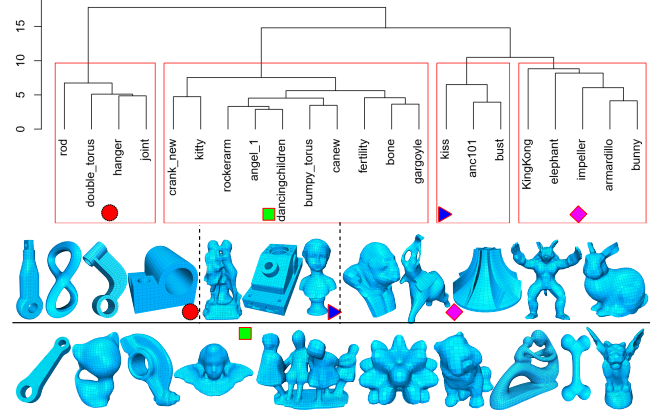 15
10
5
0
rod
double_torus
hanger
joint
crank_new
kitty
rockerarm
angel_1
dancingchildren
bumpy_torus
canew
fertility
bone
gargoyle
kiss
anc101
bust
KingKong
elephant
impeller
armardillo
bunny